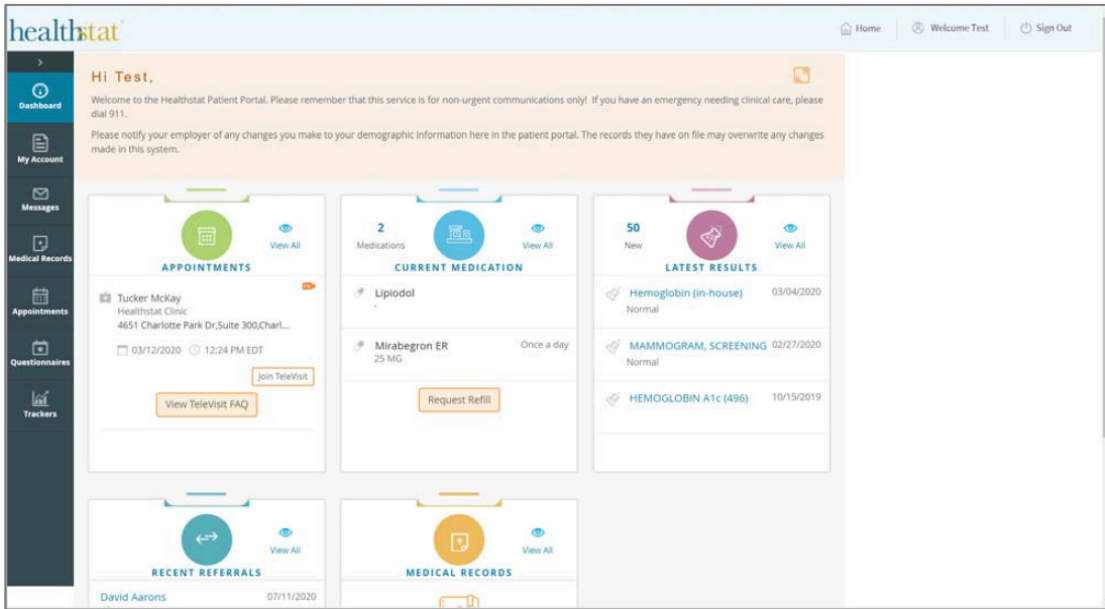 healthstat
Home
Welcome Test
Sign Out
Dashboard
My Account
Messages
Medical Records
Appointments
Questionnaires
Trackers
Hi Test,
Welcome to the Healthstat Patient Portal. Please remember that this service is for non-urgent communications only! If you have an emergency needing clinical care, please
dial 911.
Please notify your employer of any changes you make to your demographic information here in the patient portal. The records they have on file may overwrite any changes
made in this system.
View All
APPOINTMENTS
Tucker McKay
Healthstat Clinic
4651 Charlotte Park Dr,Suite 300,Charl...
03/12/2020 12:24 PM EDT
Join TeleVisit
View TeleVisit FAQ
2
Medications
View All
CURRENT MEDICATION
Lipiodol
-
Mirabegron ER Once a day
25 MG
Request Refill
50
New
View All
LATEST RESULTS
Hemoglobin (in-house) 03/04/2020
Normal
MAMMOGRAM, SCREENING 02/27/2020
Normal
HEMOGLOBIN A1c (496) 10/15/2019
View All
RECENT REFERRALS
David Aarons 07/11/2020
View All
MEDICAL RECORDS